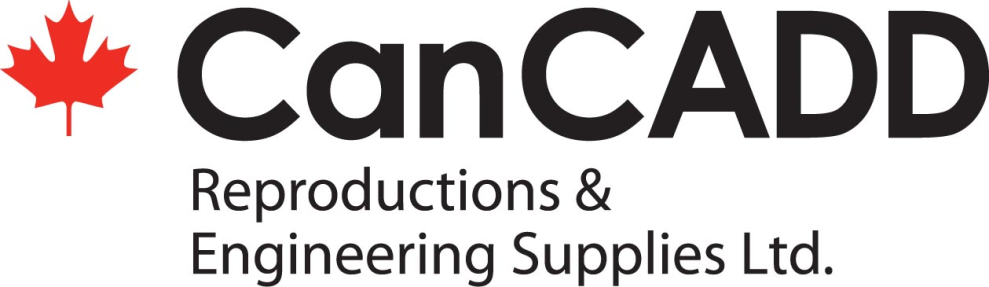 CanCADD
Reproductions &
Engineering Supplies Ltd.